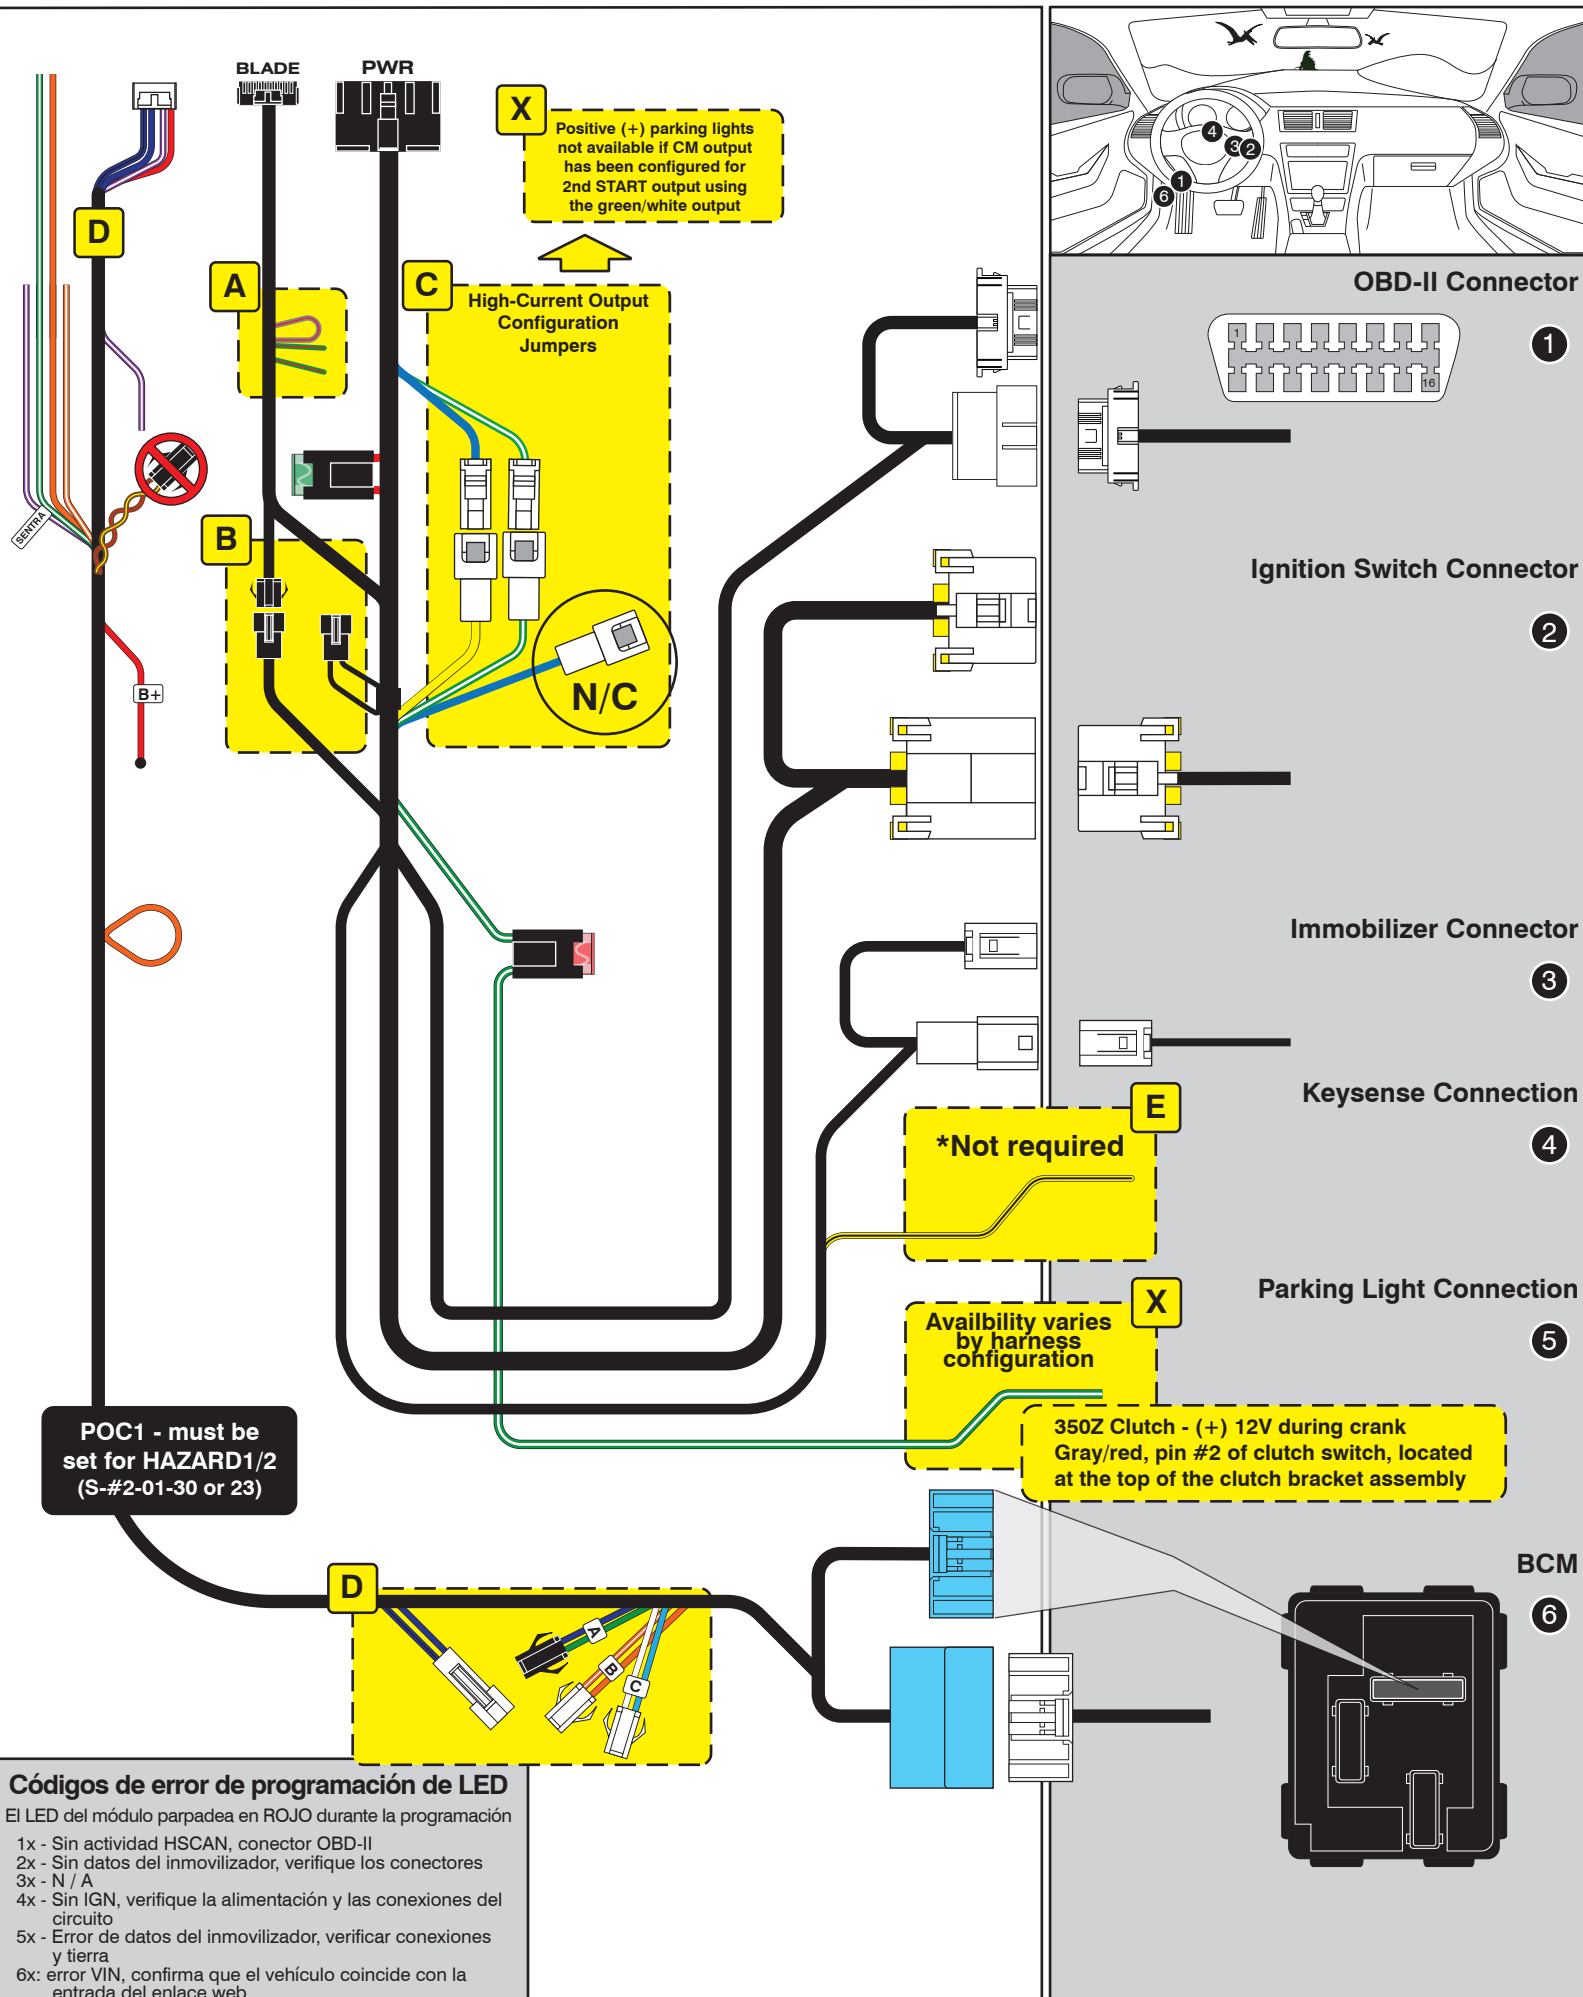 BLADE
PWR
X
Positive (+) parking lights
not available if CM output
has been configured for
2nd START output using
the green/white output
4
3
2
1
6
D
A
C
High-Current Output
Configuration
Jumpers
OBD-II Connector
1
1
16
SENTRA
B
Ignition Switch Connector
2
B+
N/C
Immobilizer Connector
3
Keysense Connection
E
*Not required
4
Parking Light Connection
X
Availbility varies
by harness
configuration
5
350Z Clutch - (+) 12V during crank
Gray/red, pin #2 of clutch switch, located
at the top of the clutch bracket assembly
POC1 - must be
set for HAZARD1/2
(S-#2-01-30 or 23)
BCM
6
D
A
B
C
Códigos de error de programación de LED
El LED del módulo parpadea en ROJO durante la programación
1x - Sin actividad HSCAN, conector OBD-II
2x - Sin datos del inmovilizador, verifique los conectores
3x - N / A
4x - Sin IGN, verifique la alimentación y las conexiones del
circuito
5x - Error de datos del inmovilizador, verificar conexiones
y tierra
6x: error VIN, confirma que el vehículo coincide con la
entrada del enlace web